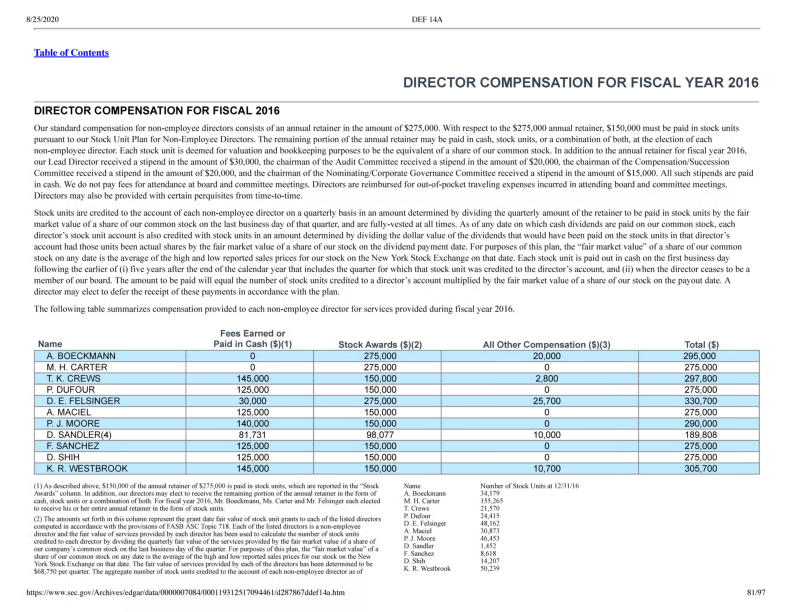 8/25/2020 DEF 14A
Table of Contents
DIRECTOR COMPENSATION FOR FISCAL YEAR 2016
DIRECTOR COMPENSATION FOR FISCAL 2016
Our standard compensation for non-employee directors consists of an annual retainer in the amount of $275,000. With respect to the $275,000 annual retainer, $150,000 must be paid in stock units
pursuant to our Stock Unit Plan for Non-Employee Directors. The remaining portion of the annual retainer may be paid in cash, stock units, or a combination of both, at the election of each
non-employee director. Each stock unit is deemed for valuation and bookkeeping purposes to be the equivalent of a share of our common stock. In addition to the annual retainer for fiscal year 2016,
our Lead Director received a stipend in the amount of $30,000, the chairman of the Audit Committee received a stipend in the amount of $20,000, the chairman of the Compensation/Succession
Committee received a stipend in the amount of $20,000, and the chairman of the Nominating/Corporate Governance Committee received a stipend in the amount of $15,000. All such stipends are paid
in cash. We do not pay fees for attendance at board and committee meetings. Directors are reimbursed for out-of-pocket traveling expenses incurred in attending board and committee meetings.
Directors may also be provided with certain perquisites from time-to-time.
Stock units are credited to the account of each non-employee director on a quarterly basis in an amount determined by dividing the quarterly amount of the retainer to be paid in stock units by the fair
market value of a share of our common stock on the last business day of that quarter, and are fully-vested at all times. As of any date on which cash dividends are paid on our common stock, each
director's stock unit account is also credited with stock units in an amount determined by dividing the dollar value of the dividends that would have been paid on the stock units in that director's
account had those units been actual shares by the fair market value of a share of our stock on the dividend payment date. For purposes of this plan, the "fair market value" of a share of our common
stock on any date is the average of the high and low reported sales prices for our stock on the New York Stock Exchange on that date. Each stock unit is paid out in cash on the first business day
following the earlier of (i) five years after the end of the calendar year that includes the quarter for which that stock unit was credited to the director's account, and (ii) when the director ceases to be a
member of our board. The amount to be paid will equal the number of stock units credited to a director's account multiplied by the fair market value of a share of our stock on the payout date. A
director may elect to defer the receipt of these payments in accordance with the plan.
The following table summarizes compensation provided to each non-employee director for services provided during fiscal year 2016.
Name Fees Earned or
Paid in Cash ($)(1) Stock Awards ($)(2) All Other Compensation ($)(3) Total ($)
A. BOECKMANN 0 275,000 20,000 295,000
M. H. CARTER 0 275,000 0 275,000
T. K. CREWS 145,000 150,000 2,800 297,800
P. DUFOUR 125,000 150,000 0 275,000
D. E. FELSINGER 30,000 275,000 25,700 330,700
A. MACIEL 125,000 150,000 0 275,000
P. J. MOORE 140,000 150,000 0 290,000
D. SANDLER(4) 81,731 98,077 10,000 189,808
F. SANCHEZ 125,000 150,000 0 275,000
D. SHIH 125,000 150,000 0 275,000
K. R. WESTBROOK 145,000 150,000 10,700 305,700
(1) As described above, $150,000 of the annual retainer of $275,000 is paid in stock units, which are reported in the "Stock
Awards" column. In addition, our directors may elect to receive the remaining portion of the annual retainer in the form of
cash, stock units or a combination of both. For fiscal year 2016, Mr. Boeckmann, Ms. Carter and Mr. Felsinger each elected
to receive his or her entire annual retainer in the form of stock units.
(2) The amounts set forth in this column represent the grant date fair value of stock unit grants to each of the listed directors
computed in accordance with the provisions of FASB ASC Topic 718. Each of the listed directors is a non-employee
director and the fair value of services provided by each director has been used to calculate the number of stock units
credited to each director by dividing the quarterly fair value of the services provided by the fair market value of a share of
our company's common stock on the last business day of the quarter. For purposes of this plan, the "fair market value" of a
share of our common stock on any date is the average of the high and low reported sales prices for our stock on the New
York Stock Exchange on that date. The fair value of services provided by each of the directors has been determined to be
$68,750 per quarter. The aggregate number of stock units credited to the account of each non-employee director as of
Name Number of Stock Units at 12/31/16
A. Boeckmann 34,179
M. H. Carter 155,265
T. Crews 21,570
P. Dufour 24,415
D. E. Felsinger 48,162
A. Maciel 30,873
P. J. Moore 46,453
D. Sandler 1,452
F. Sanchez 8,618
D. Shih 14,207
K. R. Westbrook 50,239
https://www.sec.gov/Archives/edgar/data/0000007084/000119312517094461/d287867ddef14a.htm 81/97